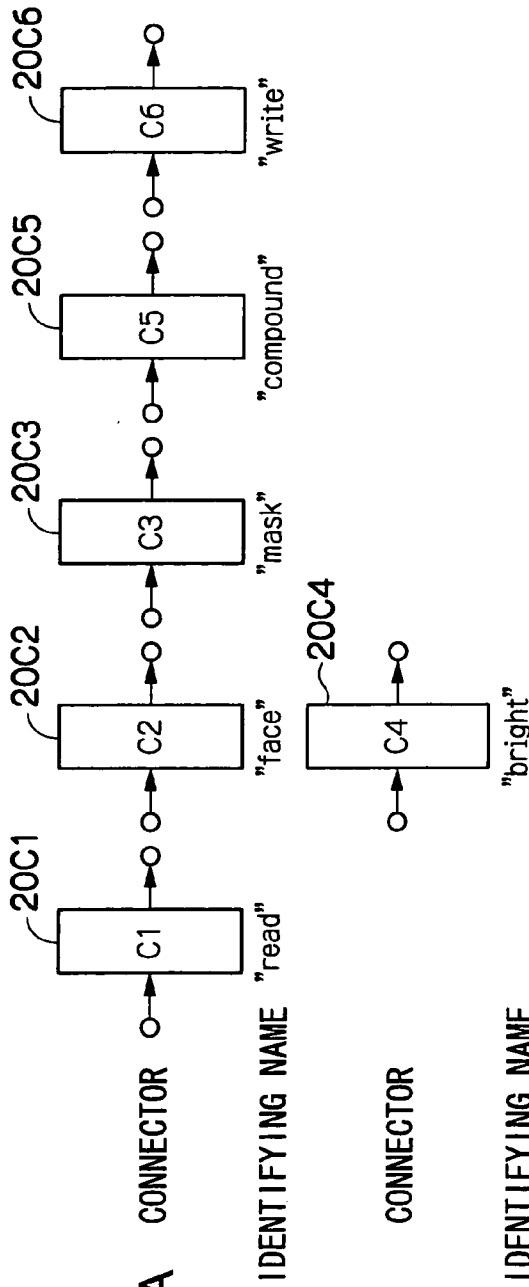 A
20C1 20C2 20C3 20C5 20C6
CONNECTOR C1 C2 C3 C5 C6
IDENTIFYING NAME "read" "face" "mask" "compound" "write"
20C4
CONNECTOR C4
IDENTIFYING NAME "bright"